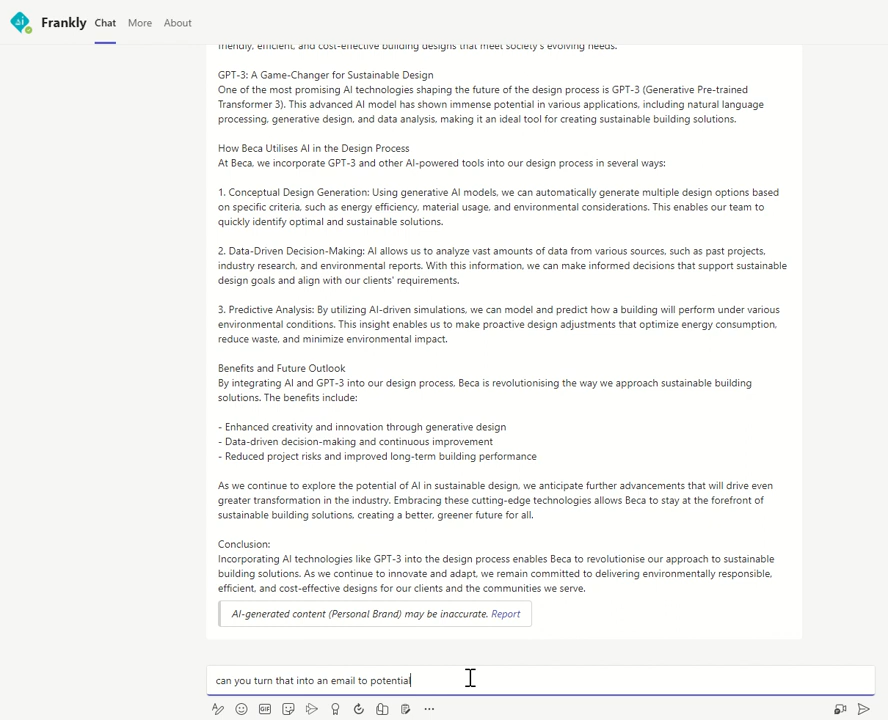 Frankly Chat More About
friendly, efficient, and cost-effective building designs that meet society's evolving needs.
GPT-3: A Game-Changer for Sustainable Design
One of the most promising AI technologies shaping the future of the design process is GPT-3 (Generative Pre-trained
Transformer 3). This advanced AI model has shown immense potential in various applications, including natural language
processing, generative design, and data analysis, making it an ideal tool for creating sustainable building solutions.
How Beca Utilises AI in the Design Process
At Beca, we incorporate GPT-3 and other AI-powered tools into our design process in several ways:
1. Conceptual Design Generation: Using generative AI models, we can automatically generate multiple design options based
on specific criteria, such as energy efficiency, material usage, and environmental considerations. This enables our team to
quickly identify optimal and sustainable solutions.
2. Data-Driven Decision-Making: AI allows us to analyze vast amounts of data from various sources, such as past projects,
industry research, and environmental reports. With this information, we can make informed decisions that support sustainable
design goals and align with our clients' requirements.
3. Predictive Analysis: By utilizing AI-driven simulations, we can model and predict how a building will perform under various
environmental conditions. This insight enables us to make proactive design adjustments that optimize energy consumption,
reduce waste, and minimize environmental impact.
Benefits and Future Outlook
By integrating AI and GPT-3 into our design process, Beca is revolutionising the way we approach sustainable building
solutions. The benefits include:
- Enhanced creativity and innovation through generative design
- Data-driven decision-making and continuous improvement
- Reduced project risks and improved long-term building performance
As we continue to explore the potential of AI in sustainable design, we anticipate further advancements that will drive even
greater transformation in the industry. Embracing these cutting-edge technologies allows Beca to stay at the forefront of
sustainable building solutions, creating a better, greener future for all.
Conclusion:
Incorporating AI technologies like GPT-3 into the design process enables Beca to revolutionise our approach to sustainable
building solutions. As we continue to innovate and adapt, we remain committed to delivering environmentally responsible,
efficient, and cost-effective designs for our clients and the communities we serve.
AI-generated content (Personal Brand) may be inaccurate. Report
can you turn that into an email to potential
GIF